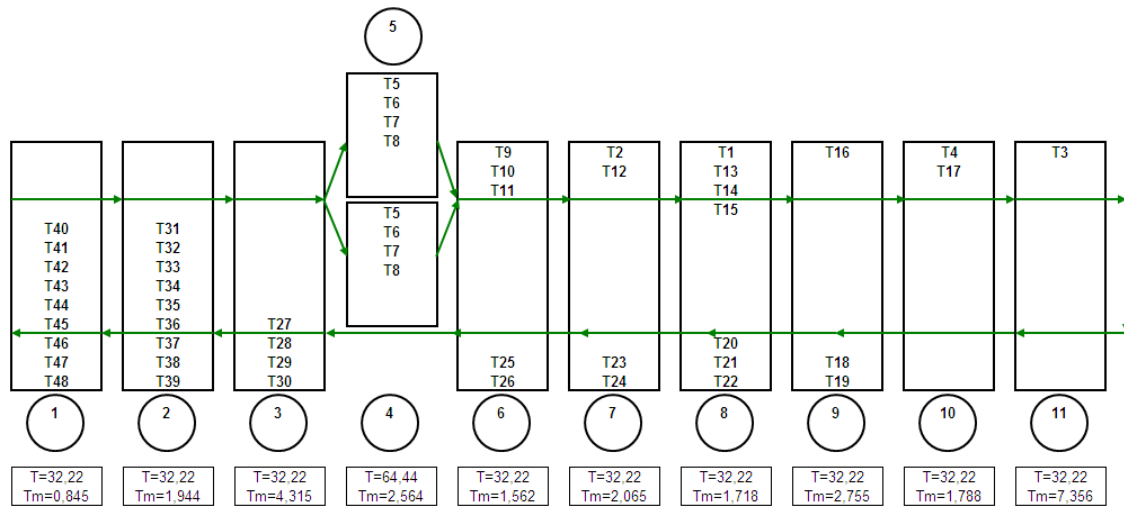 5
T5
T6
T7
T8
T5
T6
T7
T8
T40
T41
T42
T43
T44
T45
T46
T47
T48
T31
T32
T33
T34
T35
T36
T37
T38
T39
T27
T28
T29
T30
T9
T10
T11
T25
T26
T2
T12
T23
T24
T1
T13
T14
T15
T20
T21
T22
T16
T18
T19
T4
T17
T3
1
2
3
4
6
7
8
9
10
11
T=32,22
Tm=0,845
T=32,22
Tm=1,944
T=32,22
Tm=4,315
T=64,44
Tm=2,564
T=32,22
Tm=1,562
T=32,22
Tm=2,065
T=32,22
Tm=1,718
T=32,22
Tm=2,755
T=32,22
Tm=1,788
T=32,22
Tm=7,356